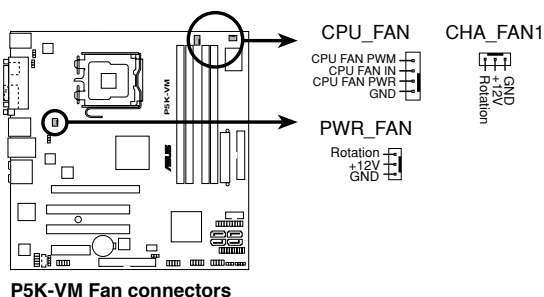 CPU_FAN
CHA_FAN1
CPU FAN PWM
CPU FAN IN
CPU FAN PWR
GND
Rotation
+12V
GND
PWR_FAN
Rotation
+12V
GND
P5K-VM
ASUS
P5K-VM Fan connectors